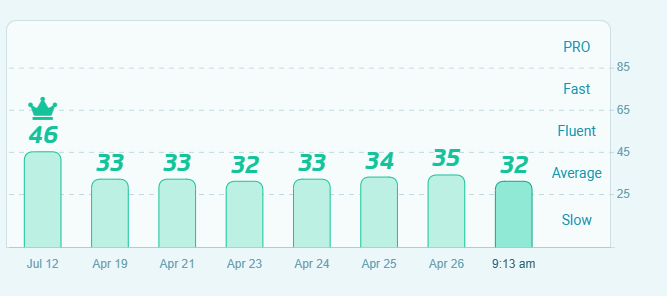 PRO
85
Fast
65
46
Fluent
45
33
33
32
33
34
35
32
Average
25
Slow
Jul 12
Apr 19
Apr 21
Apr 23
Apr 24
Apr 25
Apr 26
9:13 am